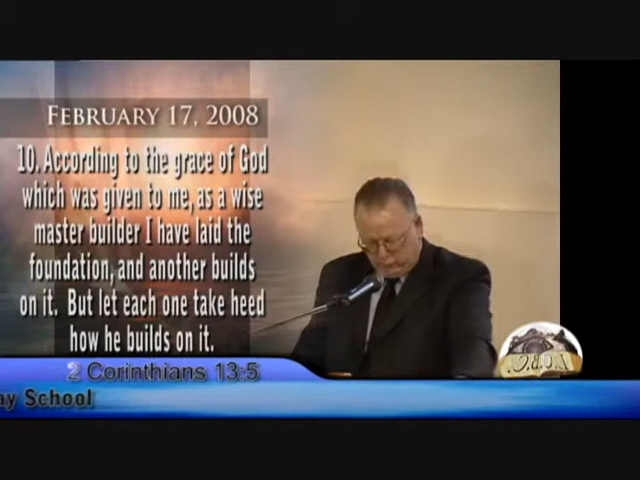 FEBRUARY 17, 2008
10. According to the grace of God
which was given to me, as a wise
master builder I have laid the
foundation, and another builds
on it.  But let each one take heed
how he builds on it.
2 Corinthians 13:5
ay School